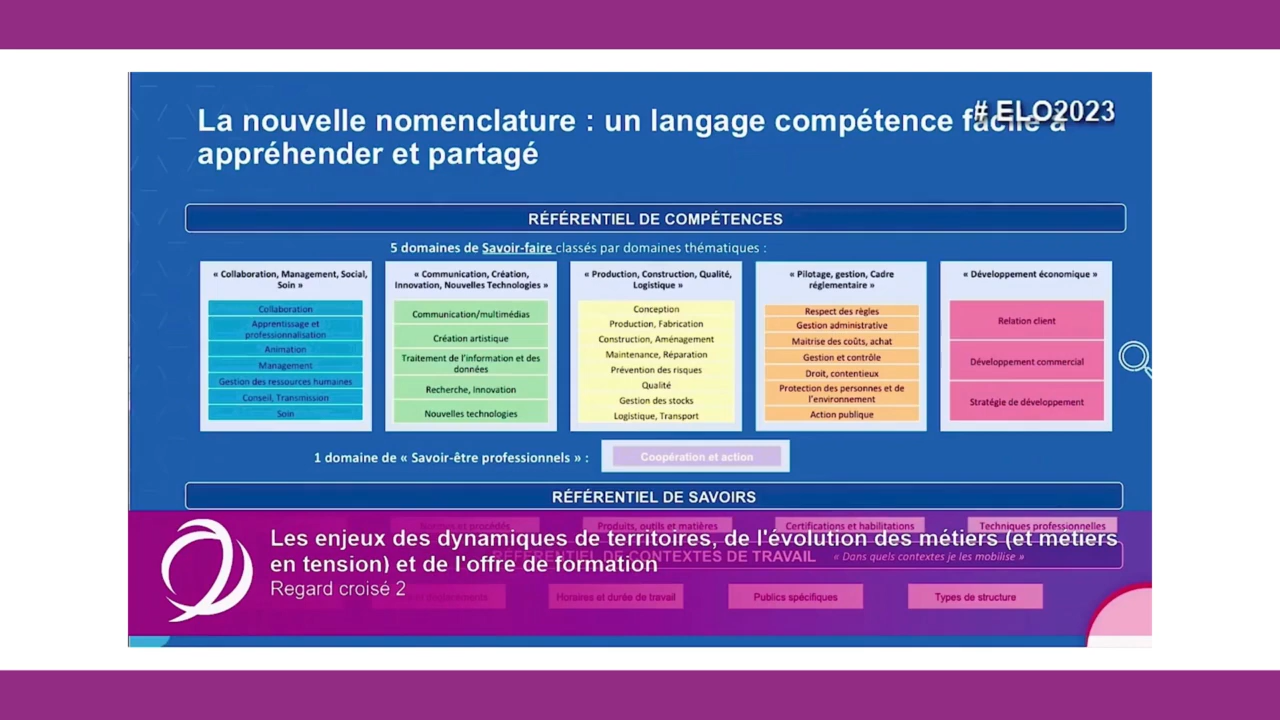 # ELO2023
La nouvelle nomenclature : un langage compétence facile à
appréhender et partagé
RÉFÉRENTIEL DE COMPÉTENCES
5 domaines de Savoir-faire classés par domaines thématiques :
« Collaboration, Management, Social,
Soin »
Collaboration
Apprentissage et
professionnalisation
Animation
Management
Gestion des ressources humaines
Conseil, Transmission
Soin
« Communication, Création,
Innovation, Nouvelles Technologies »
Communication/multimédias
Création artistique
Traitement de l'information et des
données
Recherche, Innovation
Nouvelles technologies
« Production, Construction, Qualité,
Logistique »
Conception
Production, Fabrication
Construction, Aménagement
Maintenance, Réparation
Prévention des risques
Qualité
Gestion des stocks
Logistique, Transport
« Pilotage, gestion, Cadre
réglementaire »
Respect des règles
Gestion administrative
Maitrise des coûts, achat
Gestion et contrôle
Droit, contentieux
Protection des personnes et de
l'environnement
Action publique
« Développement économique »
Relation client
Développement commercial
Stratégie de développement
1 domaine de « Savoir-être professionnels » :
Coopération et action
RÉFÉRENTIEL DE SAVOIRS
Normes et procédés
Produits, outils et matières
Certifications et habilitations
Techniques professionnelles
Les enjeux des dynamiques de territoires, de l'évolution des métiers (et métiers
en tension) et de l'offre de formation
Regard croisé 2
RÉFÉRENTIEL DE CONTEXTES DE TRAVAIL « Dans quels contextes je les mobilise »
Horaires et durée de travail
Publics spécifiques
Types de structure